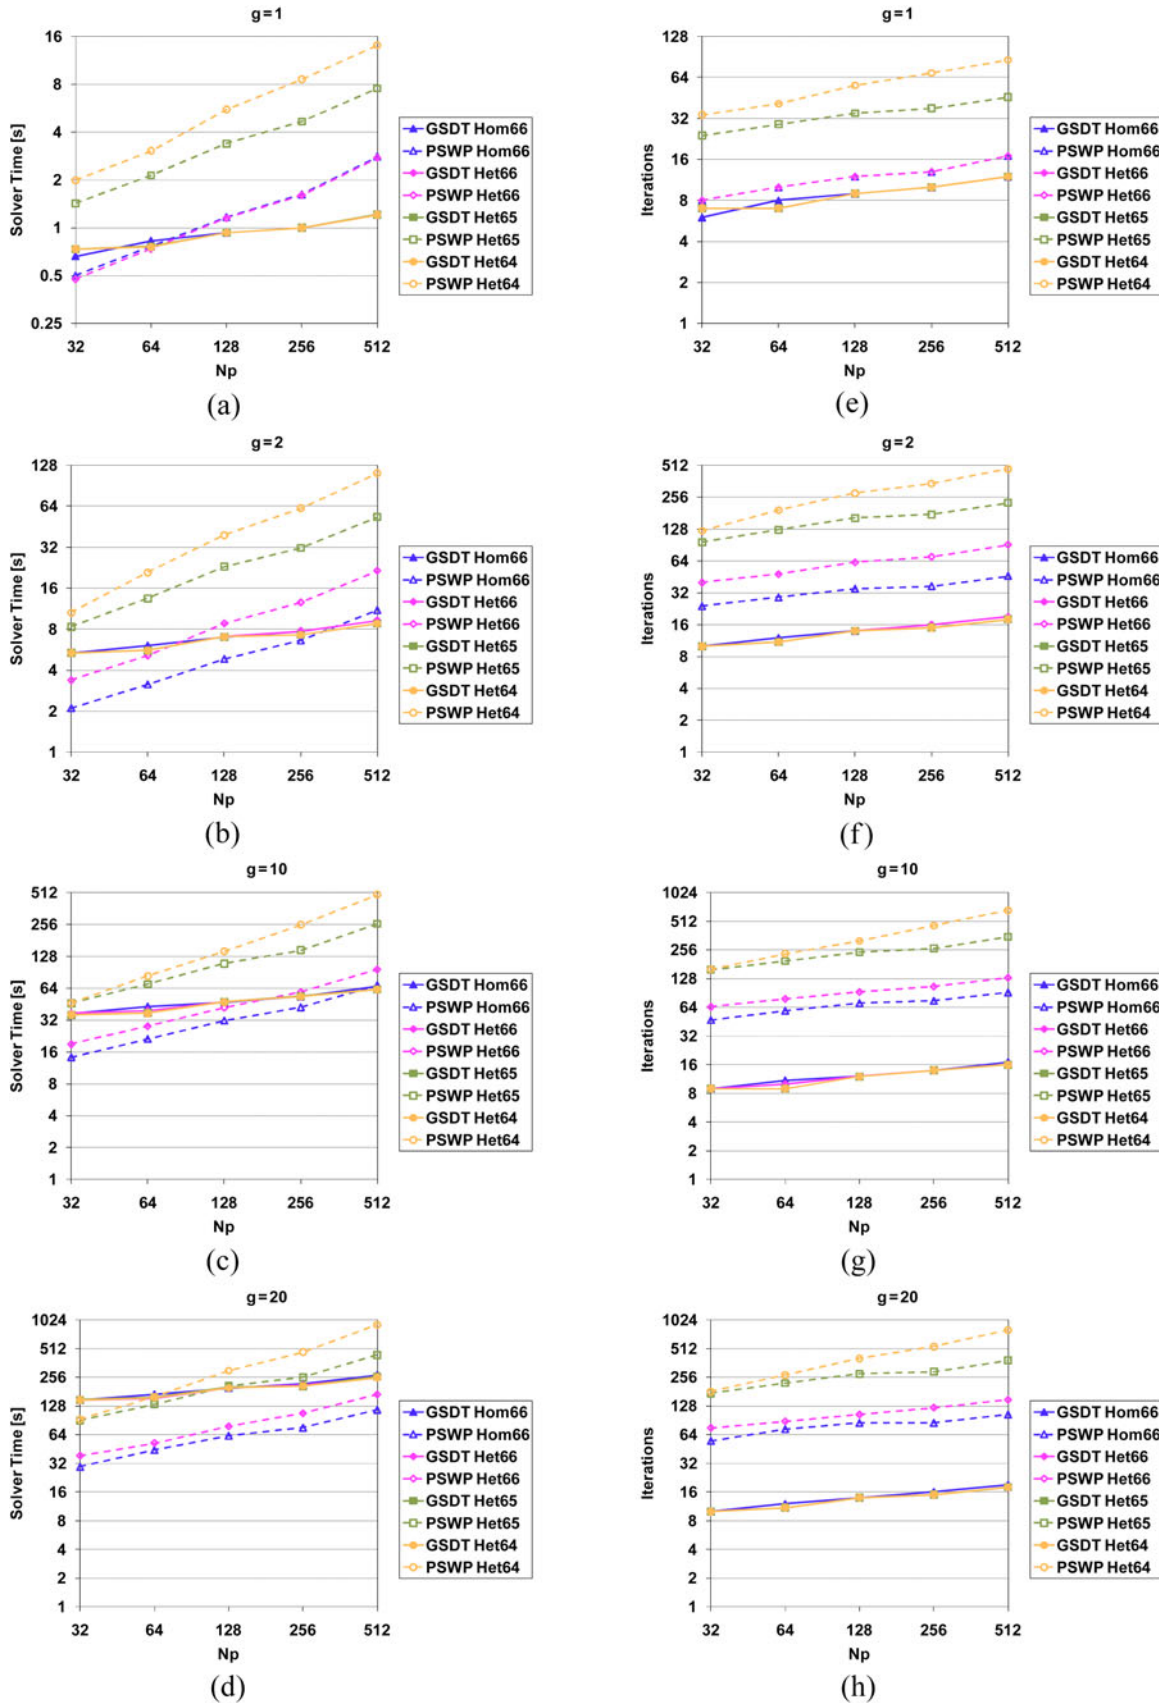 g=1
Solver Time [s]
16
8
4
2
1
0.5
0.25
32 64 128 256 512
Np
GSDT Hom66
PSWP Hom66
GSDT Het66
PSWP Het66
GSDT Het65
PSWP Het65
GSDT Het64
PSWP Het64
(a)
g=1
Iterations
128
64
32
16
8
4
2
1
32 64 128 256 512
Np
GSDT Hom66
PSWP Hom66
GSDT Het66
PSWP Het66
GSDT Het65
PSWP Het65
GSDT Het64
PSWP Het64
(e)
g=2
Solver Time [s]
128
64
32
16
8
4
2
1
32 64 128 256 512
Np
GSDT Hom66
PSWP Hom66
GSDT Het66
PSWP Het66
GSDT Het65
PSWP Het65
GSDT Het64
PSWP Het64
(b)
g=2
Iterations
512
256
128
64
32
16
8
4
2
1
32 64 128 256 512
Np
GSDT Hom66
PSWP Hom66
GSDT Het66
PSWP Het66
GSDT Het65
PSWP Het65
GSDT Het64
PSWP Het64
(f)
g=10
Solver Time [s]
512
256
128
64
32
16
8
4
2
1
32 64 128 256 512
Np
GSDT Hom66
PSWP Hom66
GSDT Het66
PSWP Het66
GSDT Het65
PSWP Het65
GSDT Het64
PSWP Het64
(c)
g=10
Iterations
1024
512
256
128
64
32
16
8
4
2
1
32 64 128 256 512
Np
GSDT Hom66
PSWP Hom66
GSDT Het66
PSWP Het66
GSDT Het65
PSWP Het65
GSDT Het64
PSWP Het64
(g)
g=20
Solver Time [s]
1024
512
256
128
64
32
16
8
4
2
1
32 64 128 256 512
Np
GSDT Hom66
PSWP Hom66
GSDT Het66
PSWP Het66
GSDT Het65
PSWP Het65
GSDT Het64
PSWP Het64
(d)
g=20
Iterations
1024
512
256
128
64
32
16
8
4
2
1
32 64 128 256 512
Np
GSDT Hom66
PSWP Hom66
GSDT Het66
PSWP Het66
GSDT Het65
PSWP Het65
GSDT Het64
PSWP Het64
(h)